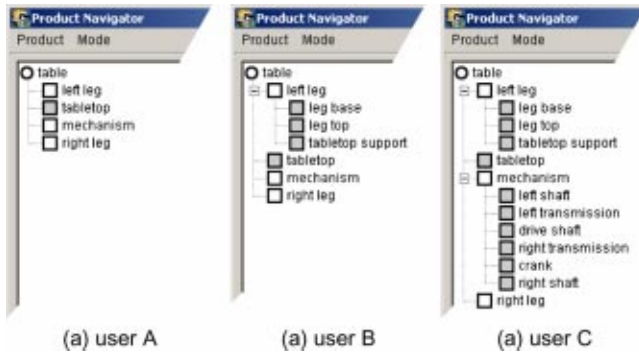 Product Navigator
Product Mode
table
left leg
tabletop
mechanism
right leg
(a) user A
Product Navigator
Product Mode
table
left leg
leg base
leg top
tabletop support
tabletop
mechanism
right leg
(a) user B
Product Navigator
Product Mode
table
left leg
leg base
leg top
tabletop support
tabletop
mechanism
left shaft
left transmission
drive shaft
right transmission
crank
right shaft
right leg
(a) user C